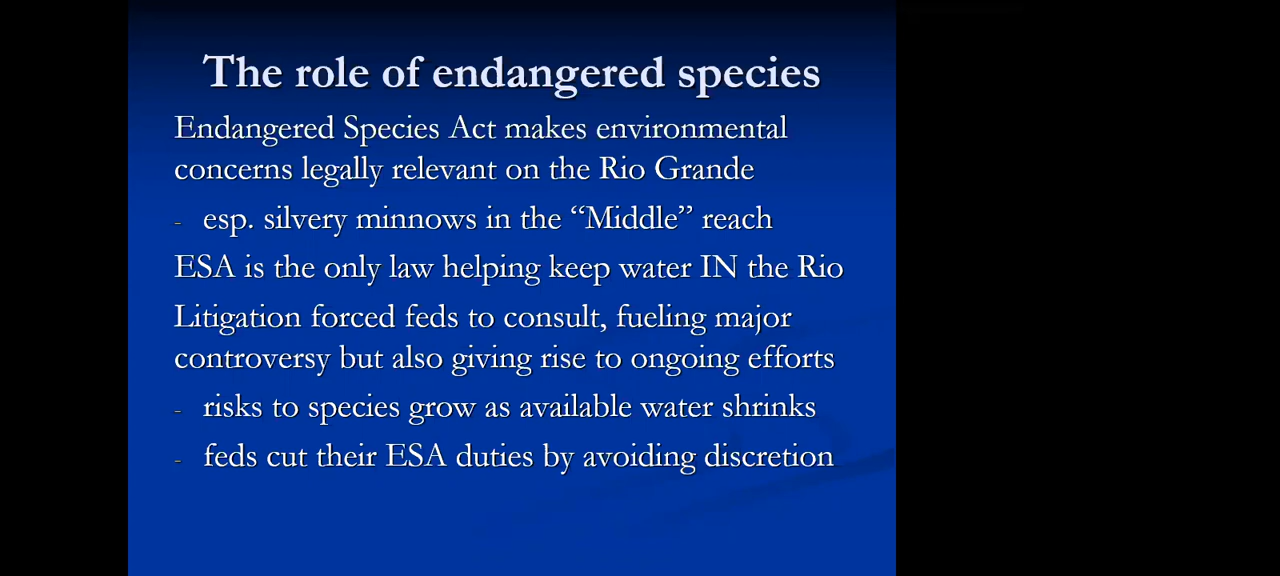 The role of endangered species
Endangered Species Act makes environmental
concerns legally relevant on the Rio Grande
- esp. silvery minnows in the “Middle” reach
ESA is the only law helping keep water IN the Rio
Litigation forced feds to consult, fueling major
controversy but also giving rise to ongoing efforts
- risks to species grow as available water shrinks
- feds cut their ESA duties by avoiding discretion